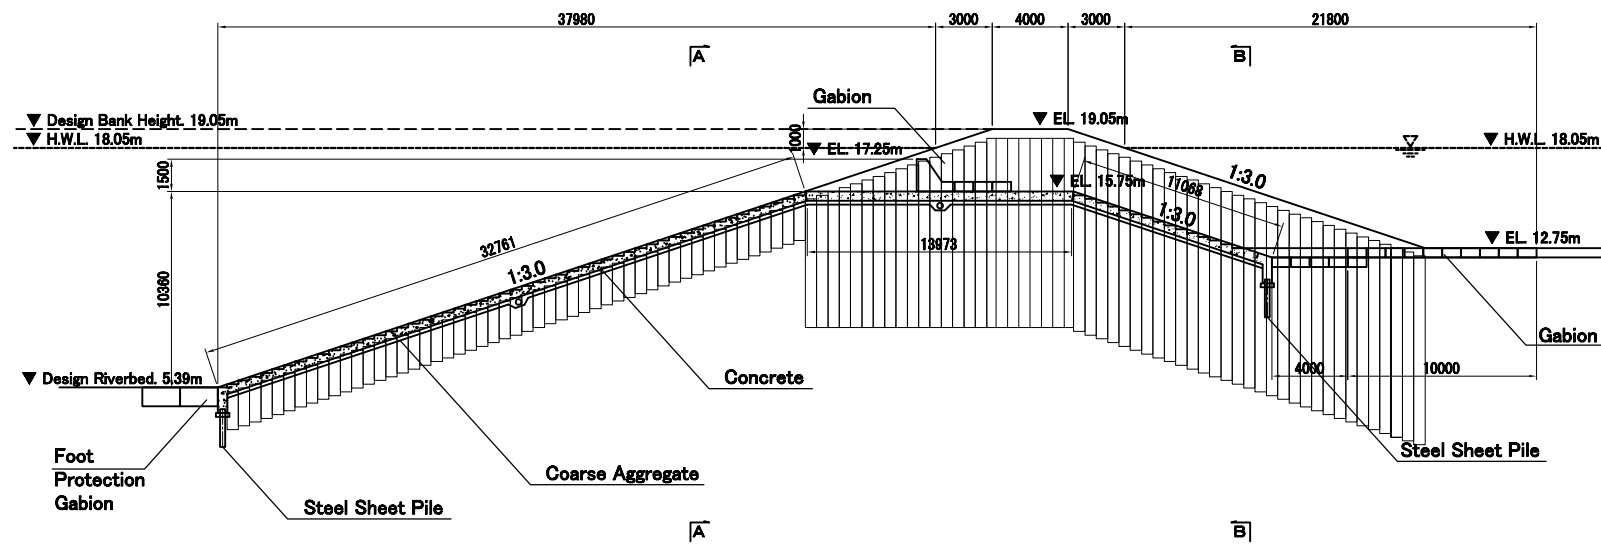 37980
3000
4000
3000
21800
A
B
Gabion
Design Bank Height. 19.05m
EL. 19.05m
H.W.L. 18.05m
1000
EL. 17.25m
H.W.L. 18.05m
1500
EL. 15.75m
11068
1:3.0
1:3.0
32761
13973
EL. 12.75m
1:3.0
10360
Gabion
Design Riverbed. 5.39m
Concrete
4000
10000
Foot
Protection
Gabion
Coarse Aggregate
Steel Sheet Pile
Steel Sheet Pile
A
B